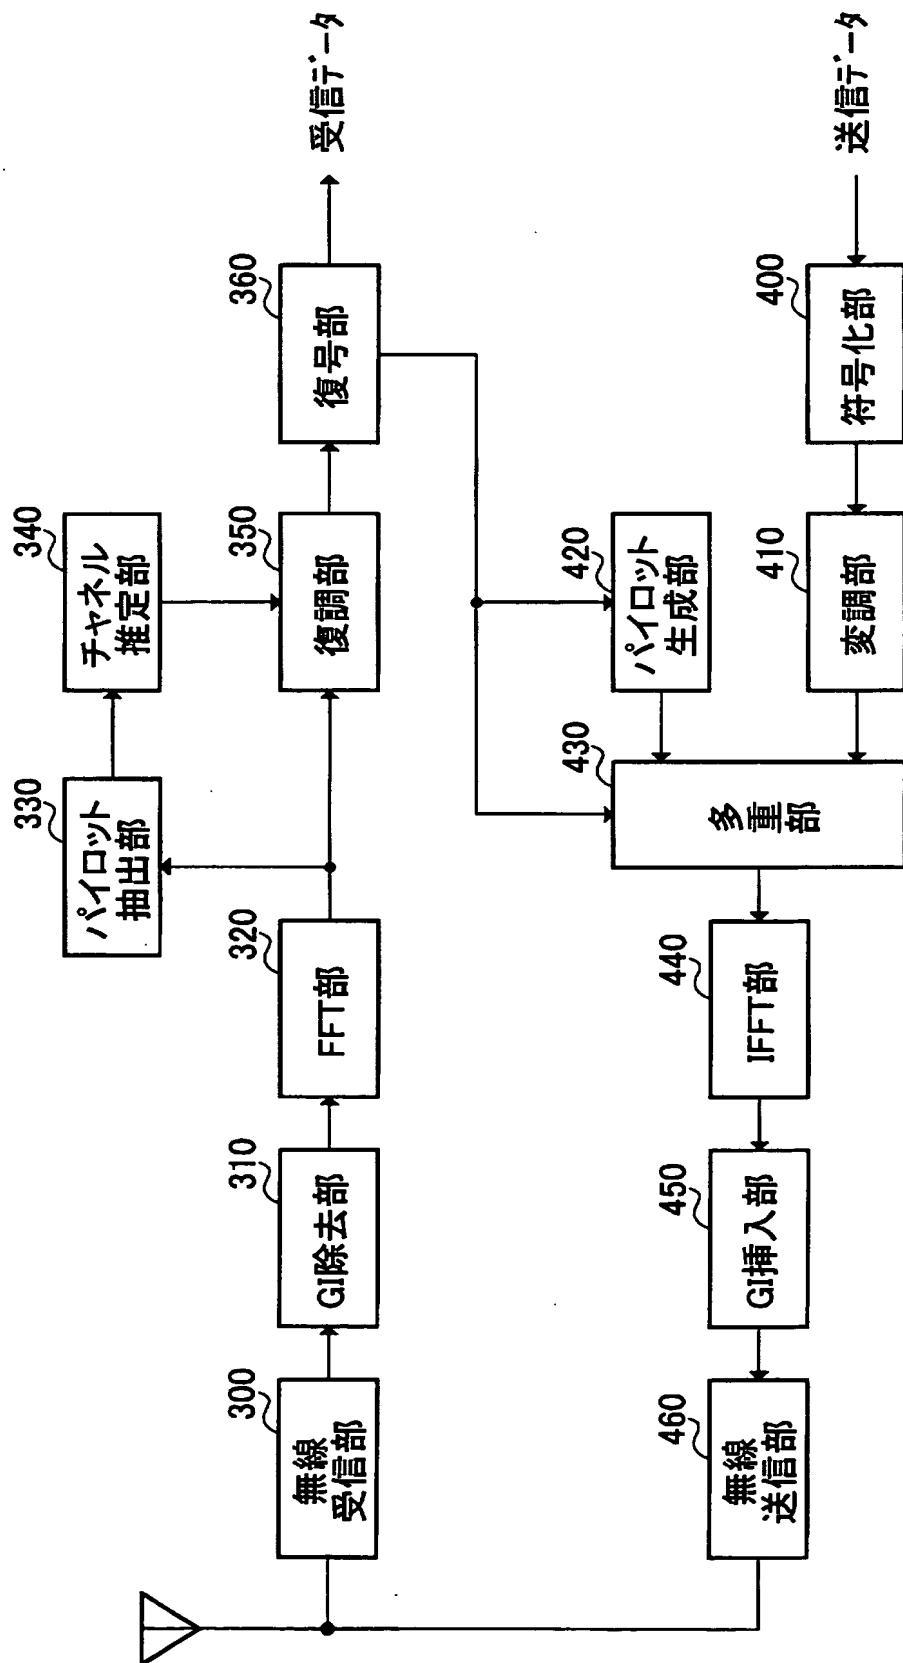 300
無線
受信部
310
GI除去部
320
FFT部
330
パイロット
抽出部
340
チャネル
推定部
350
復調部
360
復号部
受信データ
送信データ
400
符号化部
410
変調部
420
パイロット
生成部
430
多重部
440
IFFT部
450
GI挿入部
460
無線
送信部